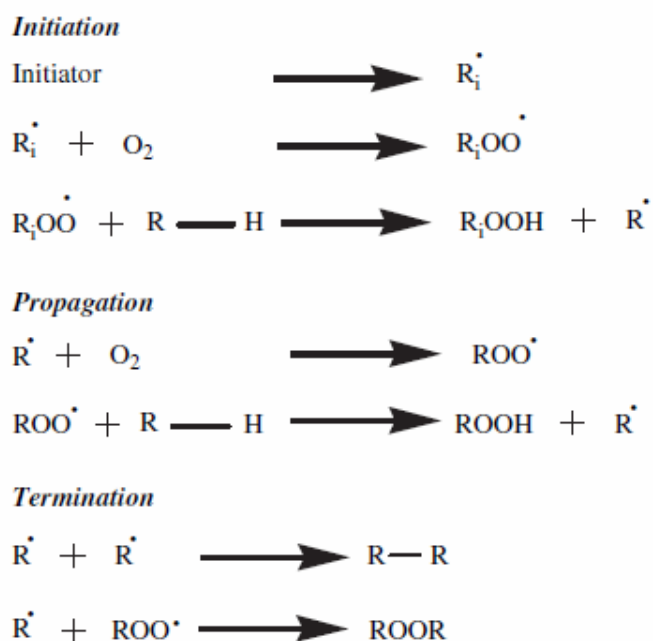 Initiation
Initiator ⟶ Rᵢ•
Rᵢ• + O₂ ⟶ RᵢOO•
RᵢOO• + R — H ⟶ RᵢOOH + R•
Propagation
R• + O₂ ⟶ ROO•
ROO• + R — H ⟶ ROOH + R•
Termination
R• + R• ⟶ R—R
R• + ROO• ⟶ ROOR